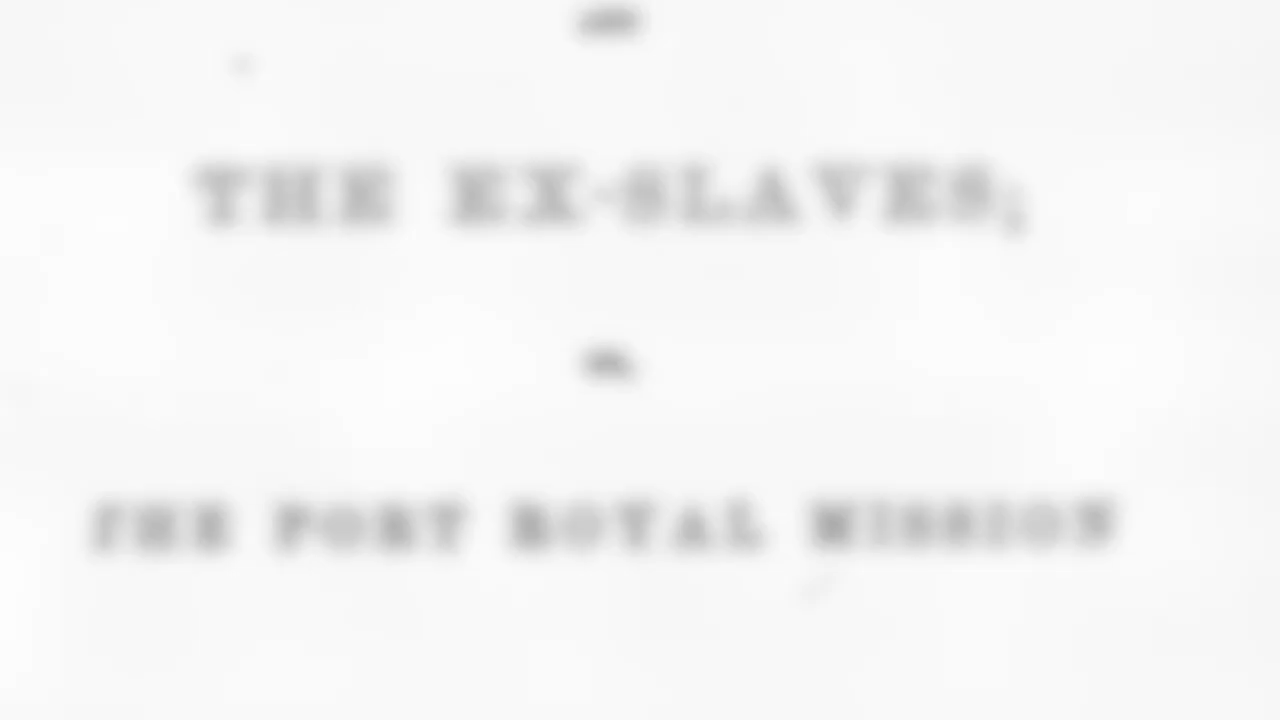 THE EX-SLAVES;
OR,
THE PORT ROYAL MISSION